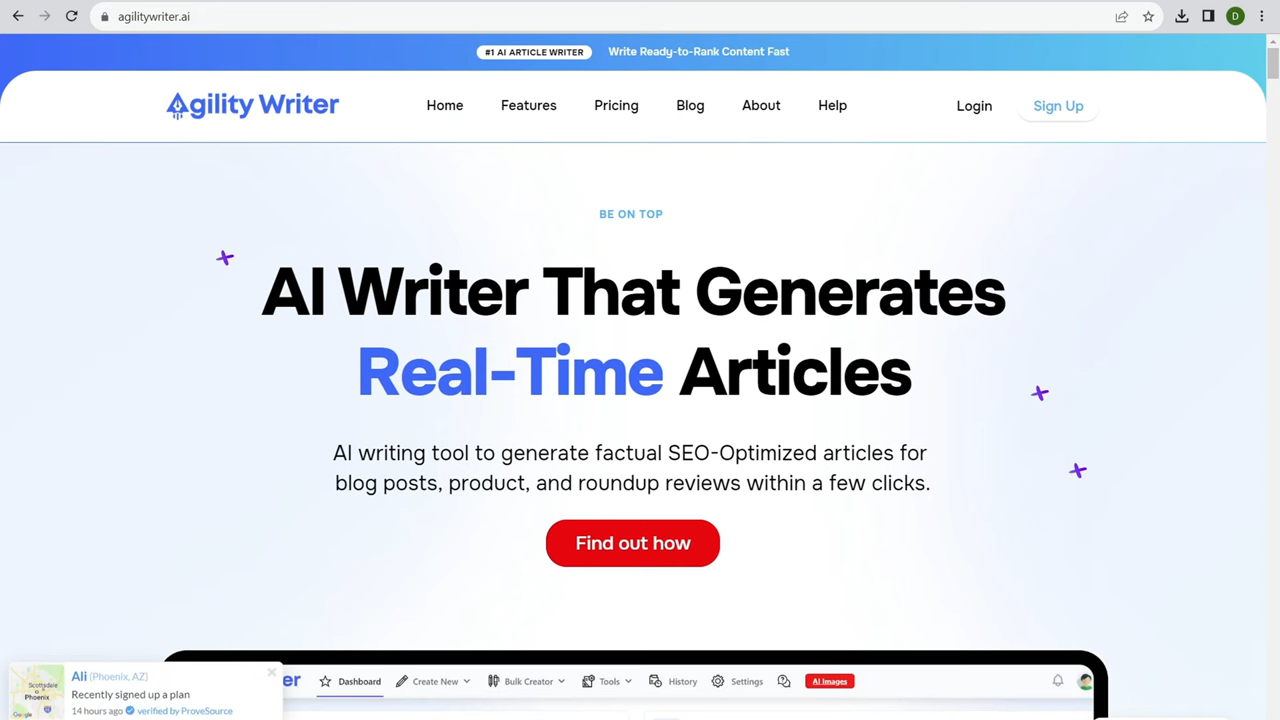 agilitywriter.ai
D
#1 AI ARTICLE WRITER Write Ready-to-Rank Content Fast
Agility Writer Home Features Pricing Blog About Help Login Sign Up
BE ON TOP
AI Writer That Generates
Real-Time Articles
AI writing tool to generate factual SEO-Optimized articles for
blog posts, product, and roundup reviews within a few clicks.
Find out how
Dashboard Create New Bulk Creator Tools History Settings AI Images
Scottsdale
Phoenix
Google
Ali (Phoenix, AZ)
Recently signed up a plan
14 hours ago verified by ProveSource